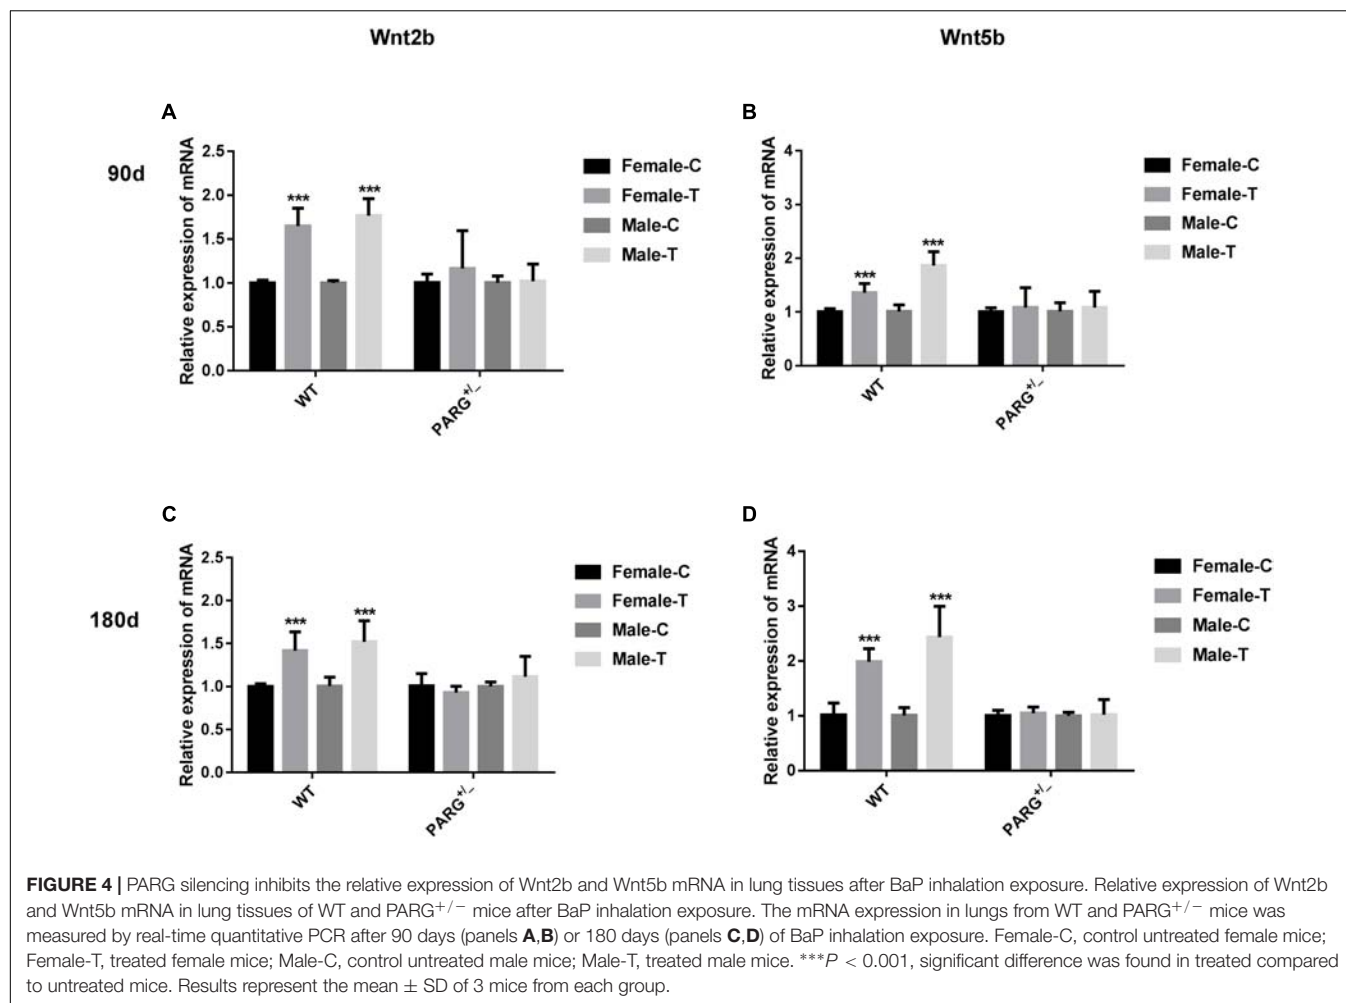 Wnt2b
Wnt5b
90d
A
Relative expression of mRNA
2.5
2.0
1.5
1.0
0.5
0.0
***
***
WT
PARG+/-
Female-C
Female-T
Male-C
Male-T
B
Relative expression of mRNA
4
3
2
1
0
***
***
WT
PARG+/-
Female-C
Female-T
Male-C
Male-T
180d
C
Relative expression of mRNA
2.5
2.0
1.5
1.0
0.5
0.0
***
***
WT
PARG+/-
Female-C
Female-T
Male-C
Male-T
D
Relative expression of mRNA
4
3
2
1
0
***
***
WT
PARG+/-
Female-C
Female-T
Male-C
Male-T
FIGURE 4 | PARG silencing inhibits the relative expression of Wnt2b and Wnt5b mRNA in lung tissues after BaP inhalation exposure. Relative expression of Wnt2b
and Wnt5b mRNA in lung tissues of WT and PARG+/− mice after BaP inhalation exposure. The mRNA expression in lungs from WT and PARG+/− mice was
measured by real-time quantitative PCR after 90 days (panels A,B) or 180 days (panels C,D) of BaP inhalation exposure. Female-C, control untreated female mice;
Female-T, treated female mice; Male-C, control untreated male mice; Male-T, treated male mice. ***P < 0.001, significant difference was found in treated compared
to untreated mice. Results represent the mean ± SD of 3 mice from each group.